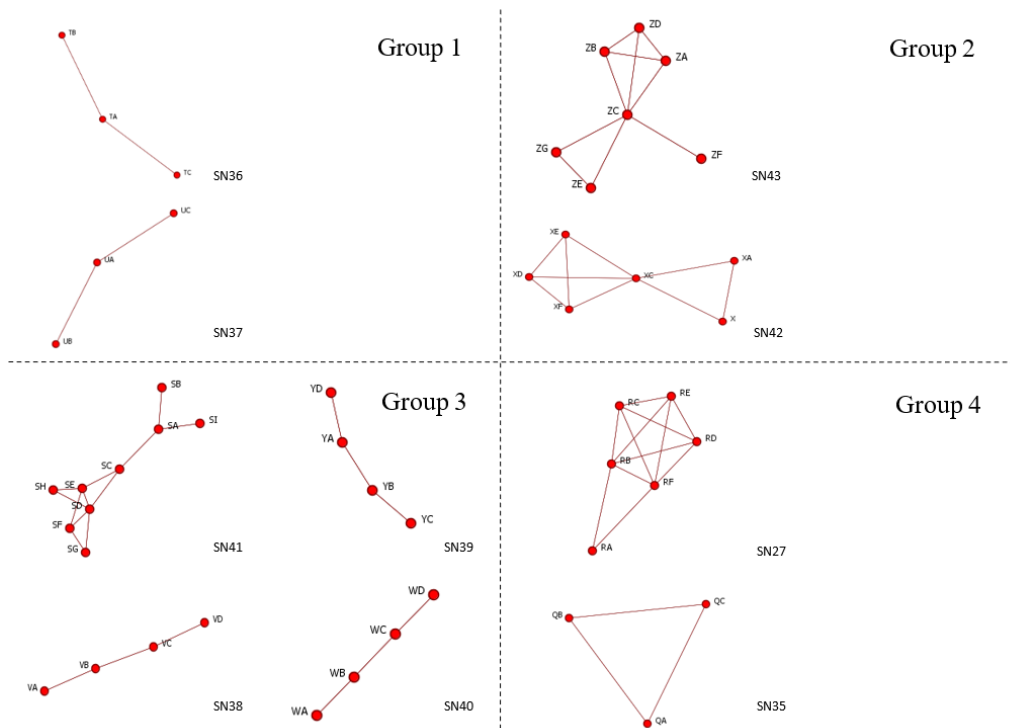 Group 1
TB
TA
TC
SN36
UC
UA
UB
SN37
Group 2
ZD
ZB
ZA
ZC
ZG
ZF
ZE
SN43
XE
XA
XD
XC
XF
X
SN42
Group 3
SB
SI
SA
SC
SH
SE
SD
SF
SG
SN41
YD
YA
YB
YC
SN39
VD
VC
VB
VA
SN38
WD
WC
WB
WA
SN40
Group 4
RE
RC
RD
RB
RF
RA
SN27
QC
QB
QA
SN35